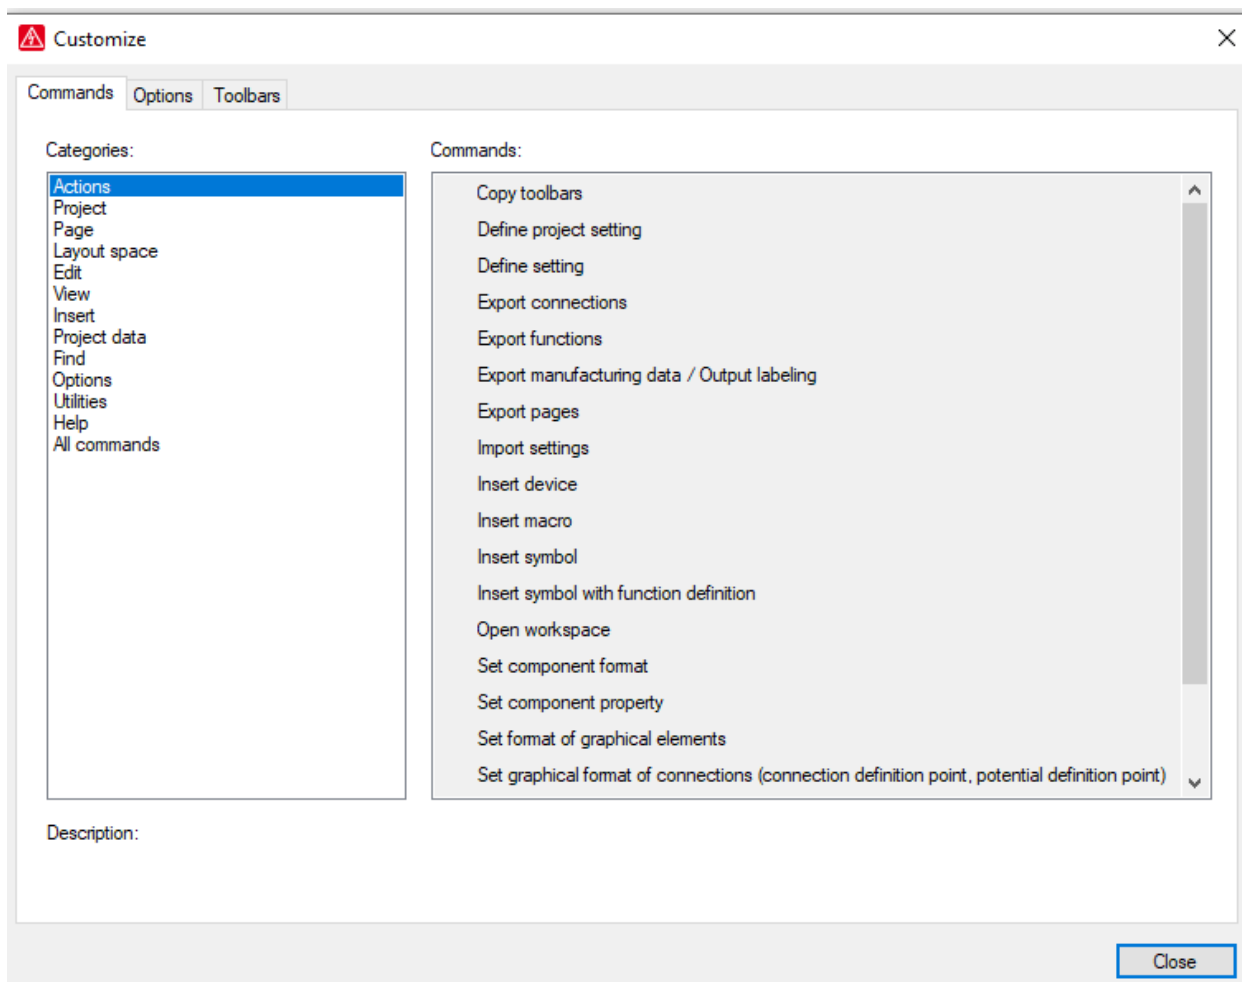 Customize
Commands
Options
Toolbars
Categories:
Actions
Project
Page
Layout space
Edit
View
Insert
Project data
Find
Options
Utilities
Help
All commands
Commands:
Copy toolbars
Define project setting
Define setting
Export connections
Export functions
Export manufacturing data / Output labeling
Export pages
Import settings
Insert device
Insert macro
Insert symbol
Insert symbol with function definition
Open workspace
Set component format
Set component property
Set format of graphical elements
Set graphical format of connections (connection definition point, potential definition point)
Description:
Close